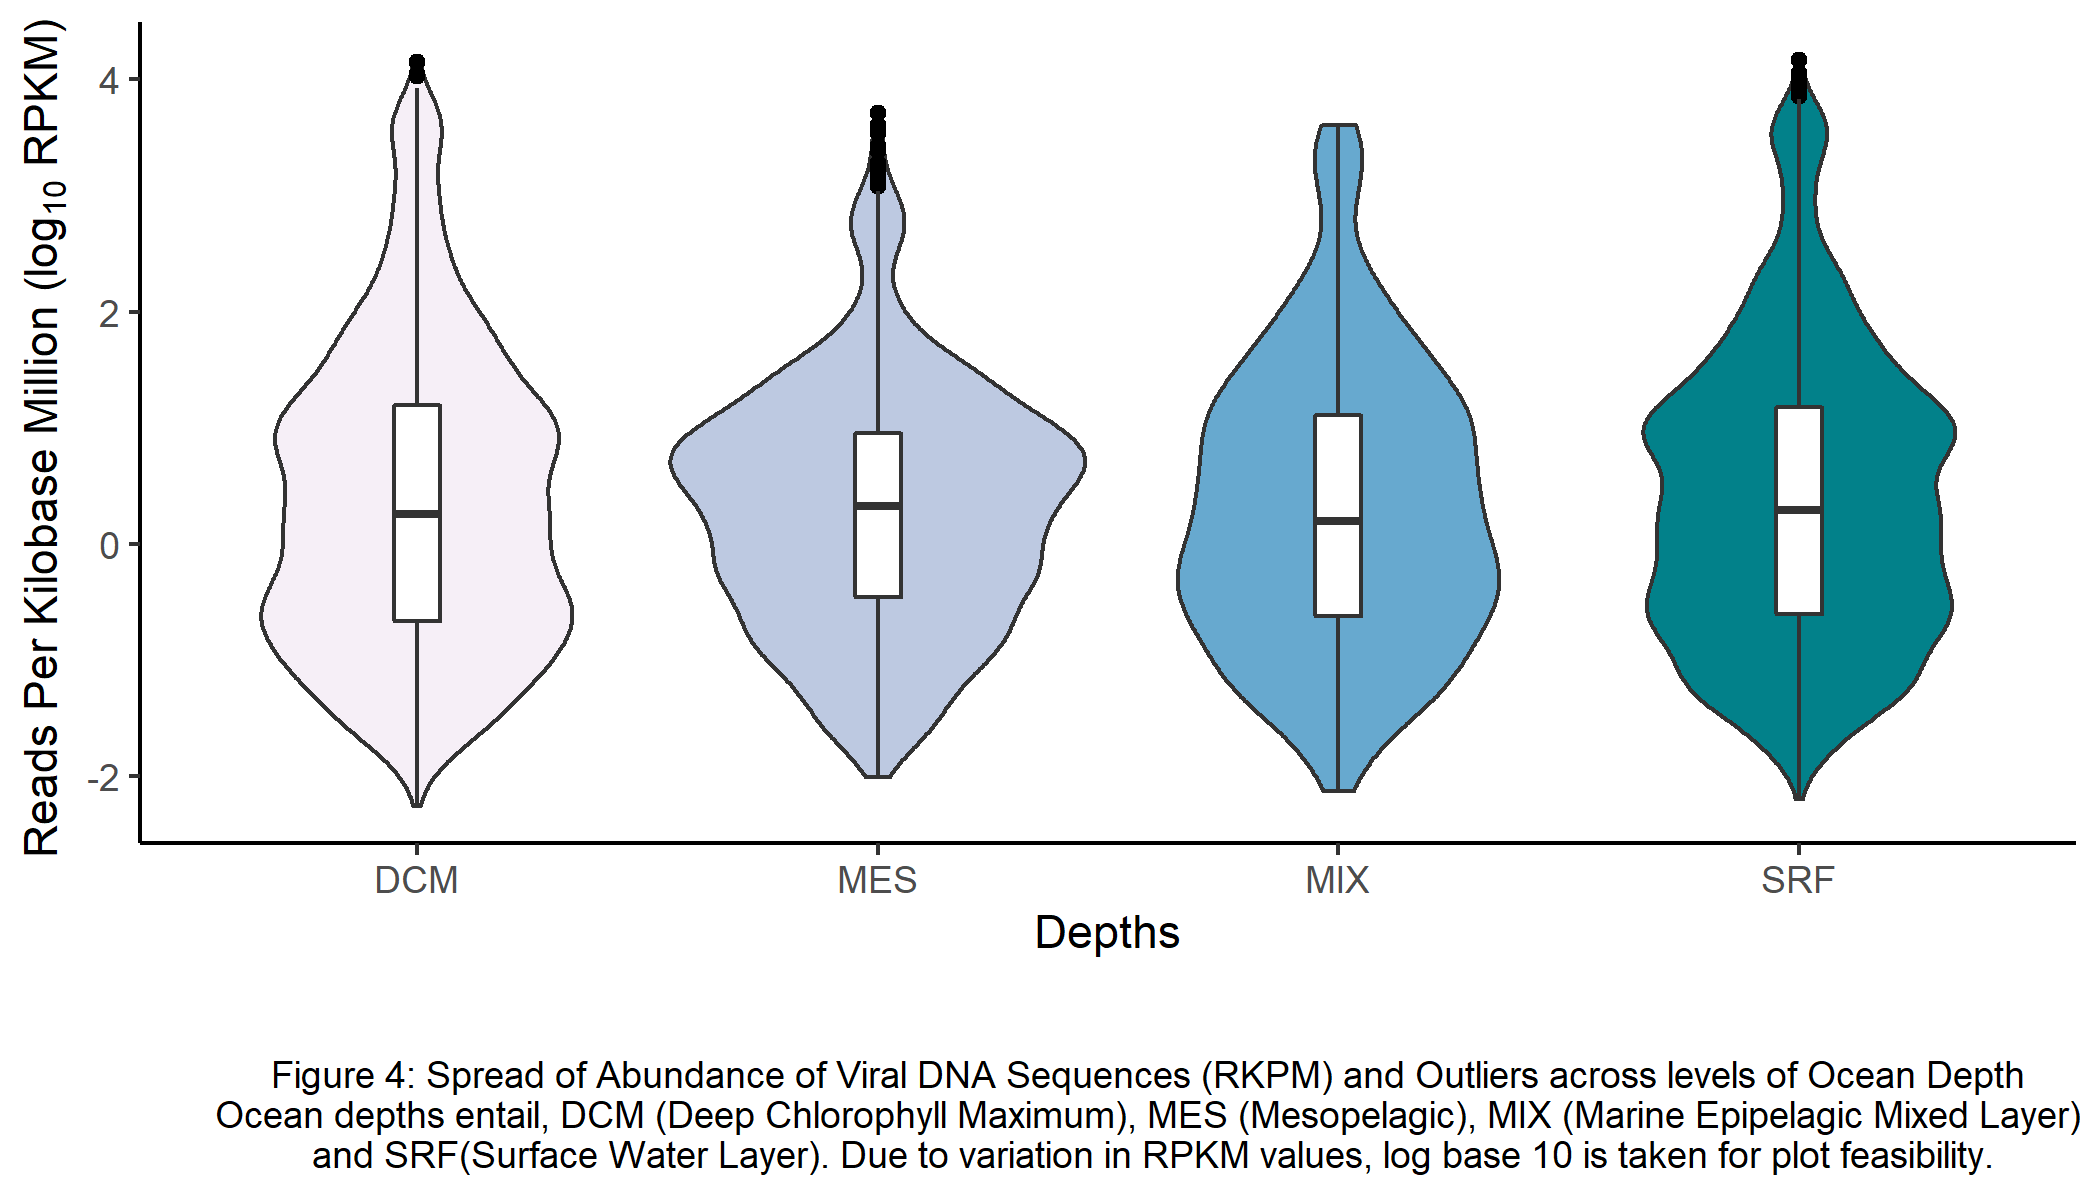 Reads Per Kilobase Million (log₁₀ RPKM)
4
2
0
-2
DCM
MES
MIX
SRF
Depths
Figure 4: Spread of Abundance of Viral DNA Sequences (RKPM) and Outliers across levels of Ocean Depth
Ocean depths entail, DCM (Deep Chlorophyll Maximum), MES (Mesopelagic), MIX (Marine Epipelagic Mixed Layer)
and SRF(Surface Water Layer). Due to variation in RPKM values, log base 10 is taken for plot feasibility.